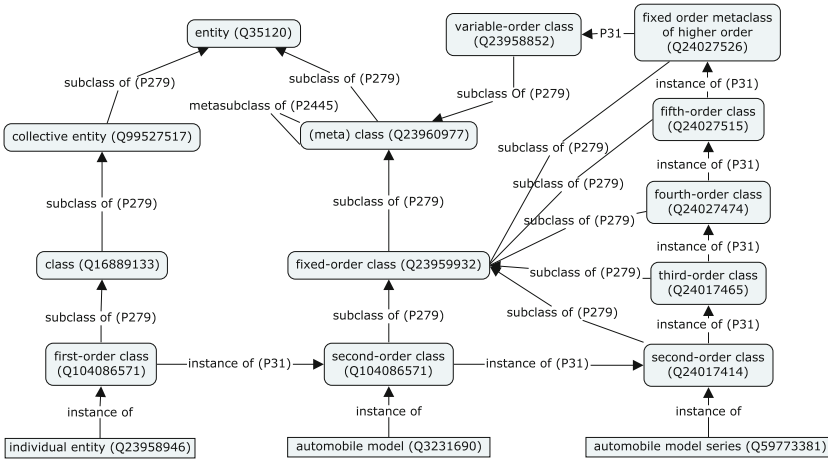 entity (Q35120)
variable-order class
(Q23958852)
P31
fixed order metaclass
of higher order
(Q24027526)
subclass of (P279)
subclass of (P279)
subclass Of (P279)
instance of (P31)
metasubclass of (P2445)
collective entity (Q99527517)
(meta) class (Q23960977)
fifth-order class
(Q24027515)
subclass of (P279)
instance of (P31)
subclass of (P279)
fourth-order class
(Q24027474)
subclass of (P279)
subclass of (P279)
subclass of (P279)
instance of (P31)
class (Q16889133)
fixed-order class (Q23959932)
subclass of (P279)
third-order class
(Q24017465)
subclass of (P279)
subclass of (P279)
subclass of (P279)
instance of (P31)
first-order class
(Q104086571)
instance of (P31)
second-order class
(Q104086571)
instance of (P31)
second-order class
(Q24017414)
instance of
instance of
instance of
individual entity (Q23958946)
automobile model (Q3231690)
automobile model series (Q59773381)